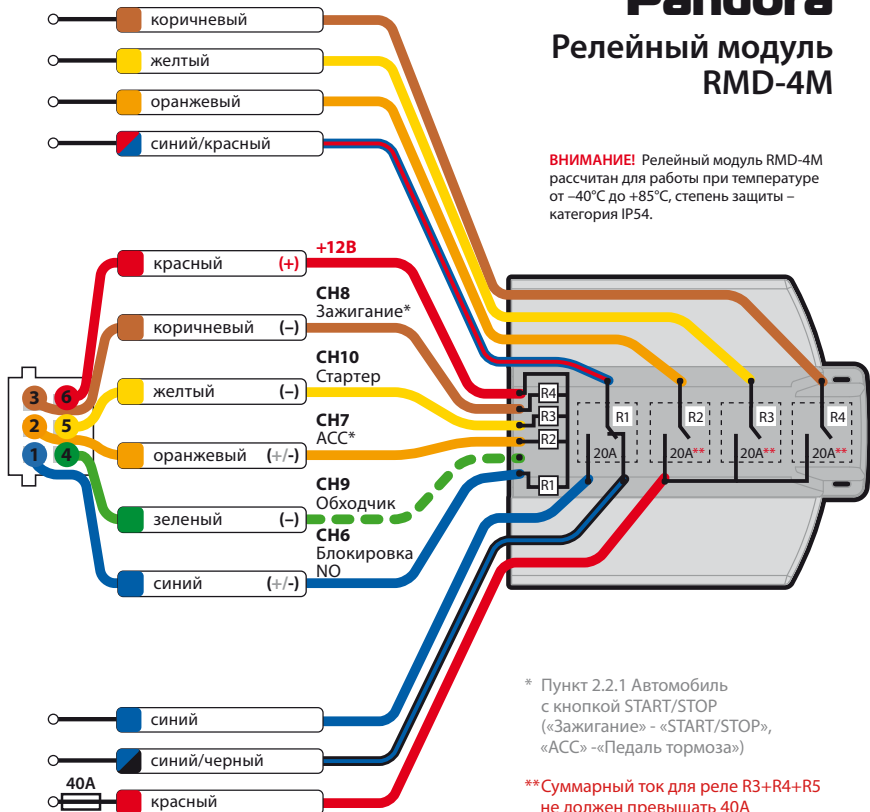 Pandora
Релейный модуль
RMD-4M
ВНИМАНИЕ! Релейный модуль RMD-4M
рассчитан для работы при температуре
от –40°C до +85°C, степень защиты –
категория IP54.
коричневый
желтый
оранжевый
синий/красный
красный (+)
+12В
коричневый (–)
CH8
Зажигание*
желтый (–)
CH10
Стартер
оранжевый (+/-)
CH7
ACC*
зеленый (–)
CH9
Обходчик
синий (+/-)
CH6
Блокировка
NO
3 6
2 5
1 4
R4
R3
R2
R1
R1 R2 R3 R4
20A 20A** 20A** 20A**
синий
синий/черный
40A
красный
* Пункт 2.2.1 Автомобиль
с кнопкой START/STOP
(«Зажигание» - «START/STOP»,
«ACC» -«Педаль тормоза»)
**Суммарный ток для реле R3+R4+R5
не должен превышать 40А